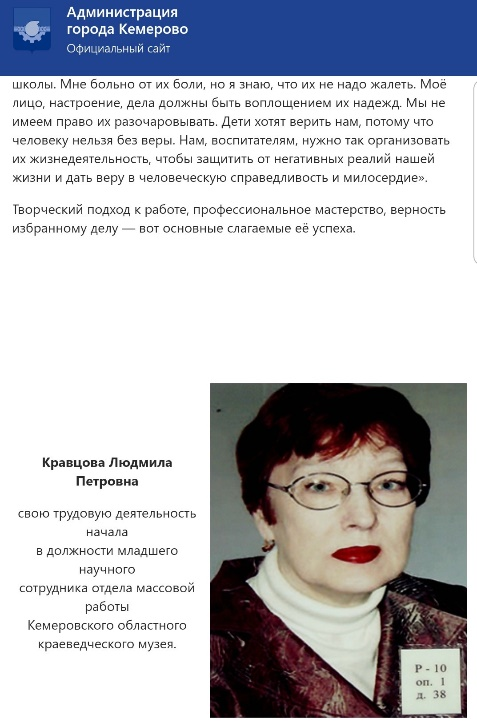 Администрация
города Кемерово
Официальный сайт
школы. Мне больно от их боли, но я знаю, что их не надо жалеть. Моё
лицо, настроение, дела должны быть воплощением их надежд. Мы не
имеем право их разочаровывать. Дети хотят верить нам, потому что
человеку нельзя без веры. Нам, воспитателям, нужно так организовать
их жизнедеятельность, чтобы защитить от негативных реалий нашей
жизни и дать веру в человеческую справедливость и милосердие».
Творческий подход к работе, профессиональное мастерство, верность
избранному делу — вот основные слагаемые её успеха.
Кравцова Людмила
Петровна
свою трудовую деятельность
начала
в должности младшего
научного
сотрудника отдела массовой
работы
Кемеровского областного
краеведческого музея.
Р - 10
оп. 1
д. 38